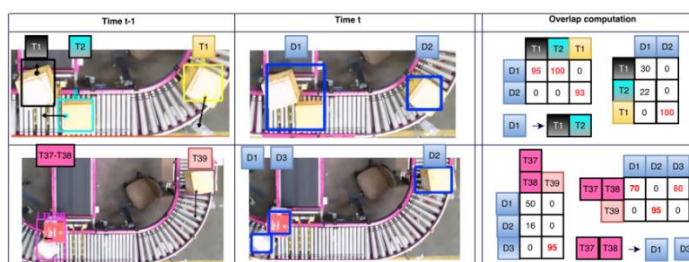 Time t-1 Time t Overlap computation
T1 T2 T1 D1 D2
T1 T2 T1
D1 95 100 0
D2 0 0 93
D1 T1 T2
D1 D2
T1 30 0
T2 22 0
T1 0 100
T37-T38 T39 D1 D3 D2
T37
T38 T39
D1 50 0
D2 16 0
D3 0 95
D1 D2 D3
T37 T38 70 0 80
T39 0 95 0
T37 T38 D1 D3